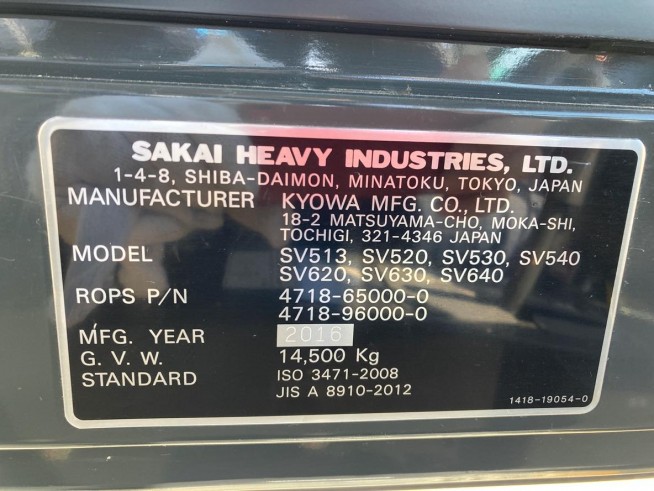 SAKAI HEAVY INDUSTRIES, LTD.
1-4-8, SHIBA-DAIMON, MINATOKU, TOKYO, JAPAN
MANUFACTURER KYOWA MFG. CO., LTD.
18-2 MATSUYAMA-CHO, MOKA-SHI,
TOCHIGI, 321-4346 JAPAN
MODEL SV513, SV520, SV530, SV540
SV620, SV630, SV640
ROPS P/N 4718-65000-0
4718-96000-0
MFG. YEAR 2016
G. V. W. 14,500 Kg
STANDARD ISO 3471-2008
JIS A 8910-2012
1418-19054-0